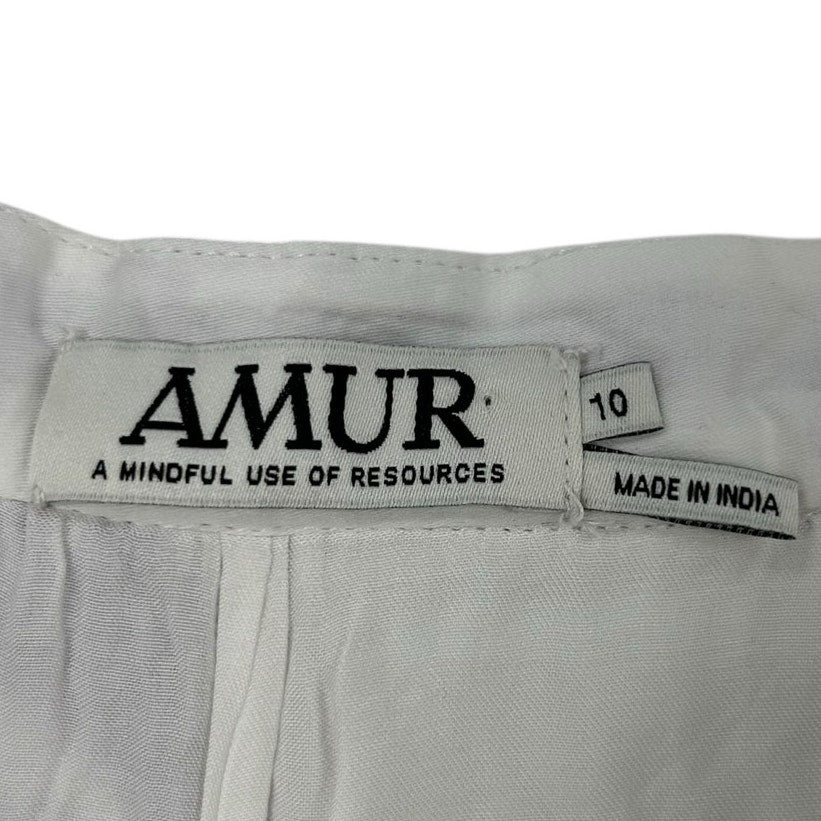 AMUR
A MINDFUL USE OF RESOURCES
10
MADE IN INDIA